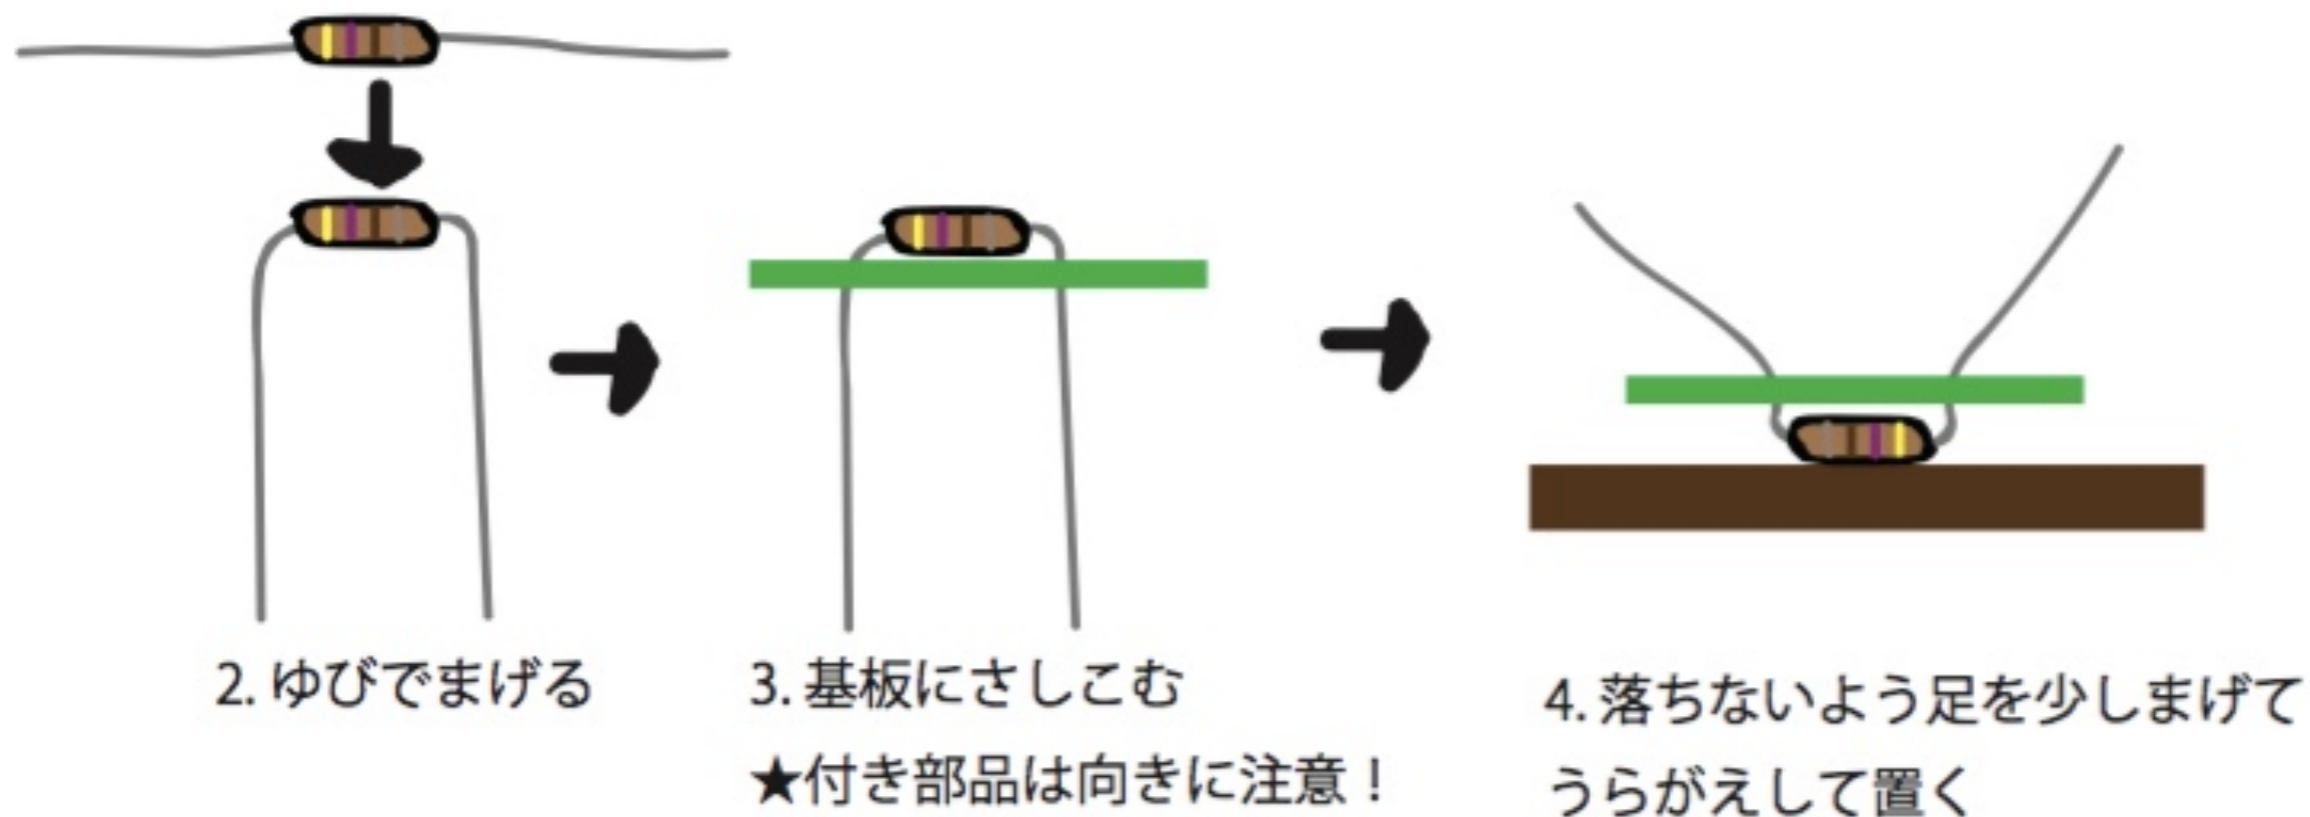 2. ゆびでまげる
3. 基板にさしこむ
★付き部品は向きに注意！
4. 落ちないよう足を少しまげて
うらがえして置く